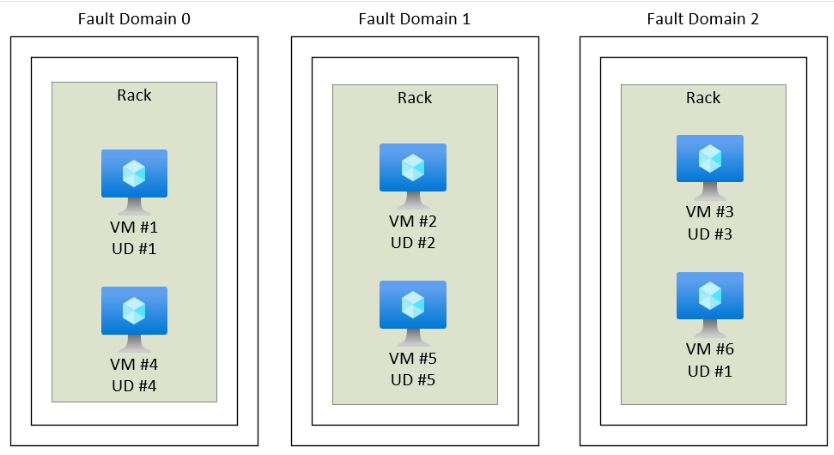 Fault Domain 0
Fault Domain 1
Fault Domain 2
Rack
VM #1
UD #1
VM #4
UD #4
Rack
VM #2
UD #2
VM #5
UD #5
Rack
VM #3
UD #3
VM #6
UD #1